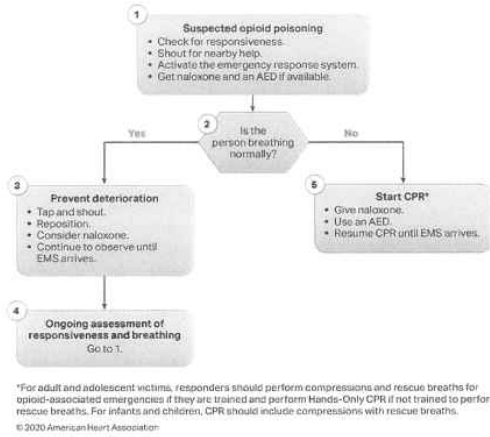 1
Suspected opioid poisoning
• Check for responsiveness.
• Shout for nearby help.
• Activate the emergency response system.
• Get naloxone and an AED if available.
2
Is the
person breathing
normally?
Yes
No
3
Prevent deterioration
• Tap and shout.
• Reposition.
• Consider naloxone.
• Continue to observe until
EMS arrives.
5
Start CPR*
• Give naloxone.
• Use an AED.
• Resume CPR until EMS arrives.
4
Ongoing assessment of
responsiveness and breathing
Go to 1.
*For adult and adolescent victims, responders should perform compressions and rescue breaths for
opioid-associated emergencies if they are trained and perform Hands-Only CPR if not trained to perfor
rescue breaths. For infants and children, CPR should include compressions with rescue breaths.
© 2020 American Heart Association